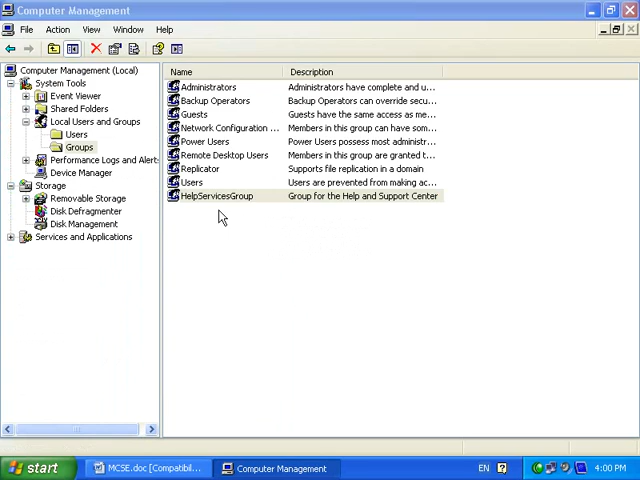 Computer Management
File Action View Window Help
Computer Management (Local)
System Tools
Event Viewer
Shared Folders
Local Users and Groups
Users
Groups
Performance Logs and Alert:
Device Manager
Storage
Removable Storage
Disk Defragmenter
Disk Management
Services and Applications
Name Description
Administrators Administrators have complete and u...
Backup Operators Backup Operators can override secu...
Guests Guests have the same access as me...
Network Configuration ... Members in this group can have som...
Power Users Power Users possess most administr...
Remote Desktop Users Members in this group are granted t...
Replicator Supports file replication in a domain
Users Users are prevented from making ac...
HelpServicesGroup Group for the Help and Support Center
start MCSE.doc [Compatibil... Computer Management EN ? 4:00 PM